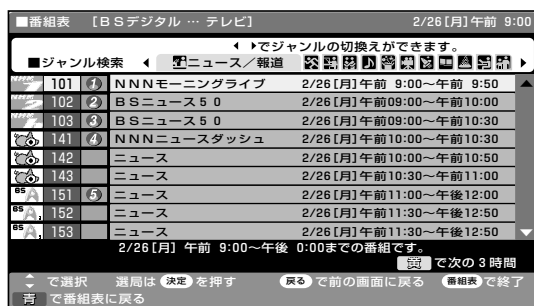 ■番組表 [BSデジタル … テレビ] 2/26[月]午前 9:00
◀ ▶でジャンルの切換えができます。
■ジャンル検索 ◀ ニュース／報道 ▶
101 ① NNNモーニングライブ 2/26[月]午前 9:00～午前 9:50
102 ② BSニュース50 2/26[月]午前09:00～午前10:00
103 ③ BSニュース50 2/26[月]午前09:00～午前10:30
141 ④ NNNニュースダッシュ 2/26[月]午前10:00～午前10:30
142 ニュース 2/26[月]午前10:00～午前10:50
143 ニュース 2/26[月]午前10:30～午前11:00
BS 151 ⑤ ニュース 2/26[月]午前11:00～午後12:00
BS 152 ニュース 2/26[月]午前11:30～午後12:50
BS 153 ニュース 2/26[月]午前11:30～午後12:50
2/26[月] 午前 9:00～午後 0:00までの番組です。
黄 で次の3時間
で選択 選局は 決定 を押す 戻る で前の画面に戻る 番組表 で終了
青 で番組表に戻る